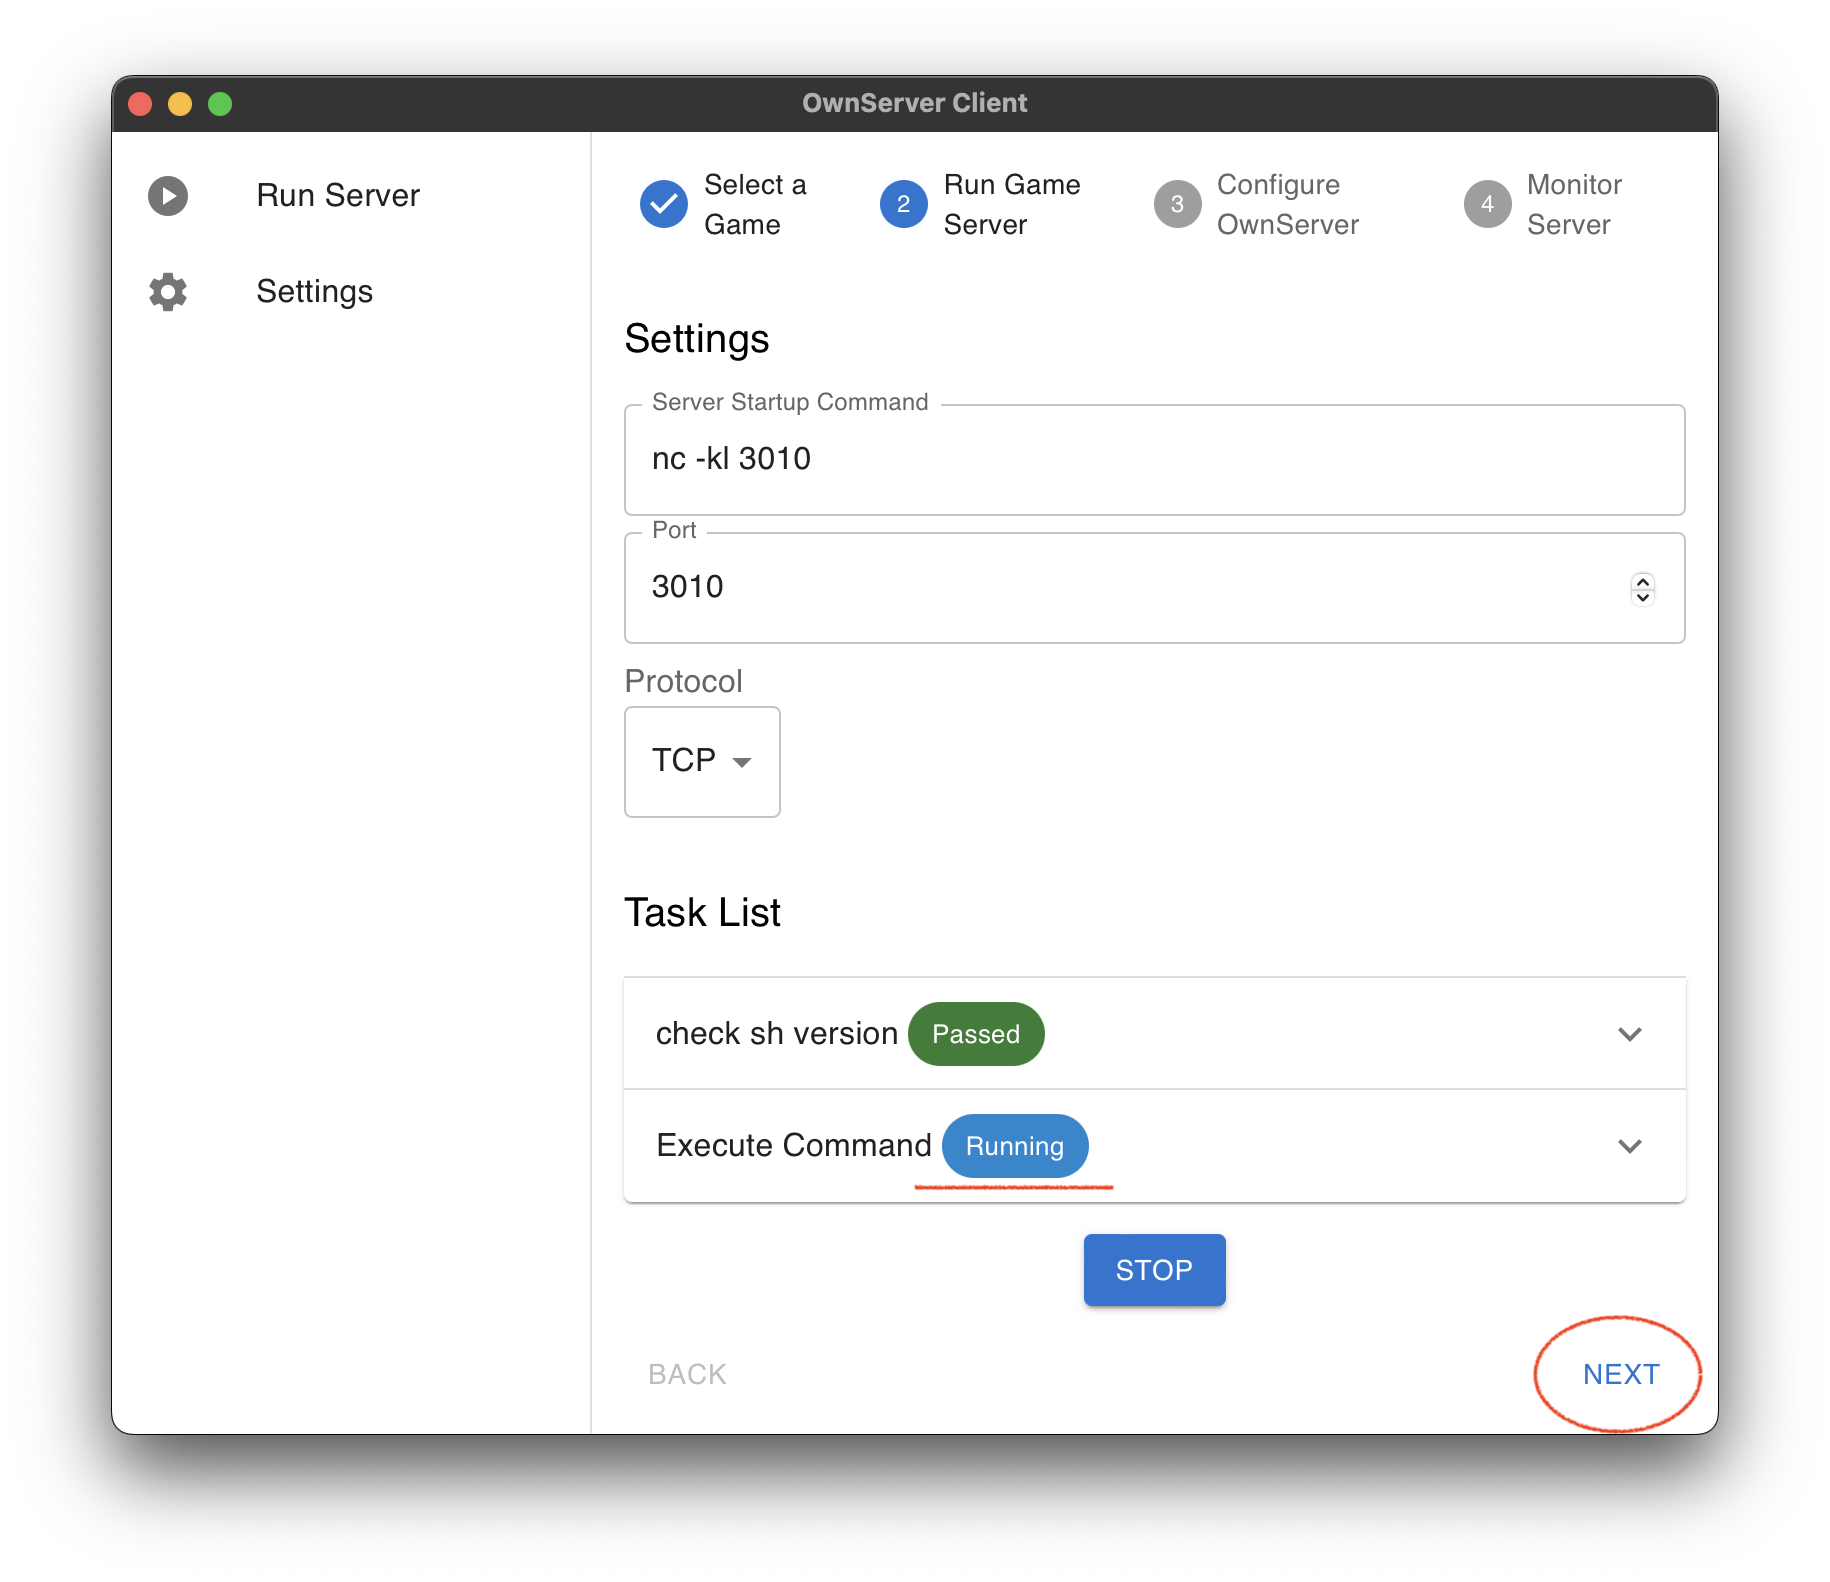 OwnServer Client
Run Server
Settings
Select a
Game
2
Run Game
Server
3
Configure
OwnServer
4
Monitor
Server
Settings
Server Startup Command
nc -kl 3010
Port
3010
Protocol
TCP
Task List
check sh version Passed
Execute Command Running
STOP
BACK
NEXT